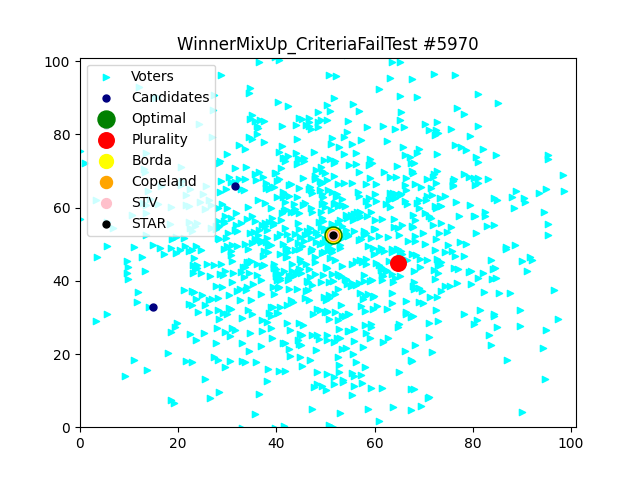 WinnerMixUp_CriteriaFailTest #5970
100
80
60
40
20
0
Voters
Candidates
Optimal
Plurality
Borda
Copeland
STV
STAR
0 20 40 60 80 100